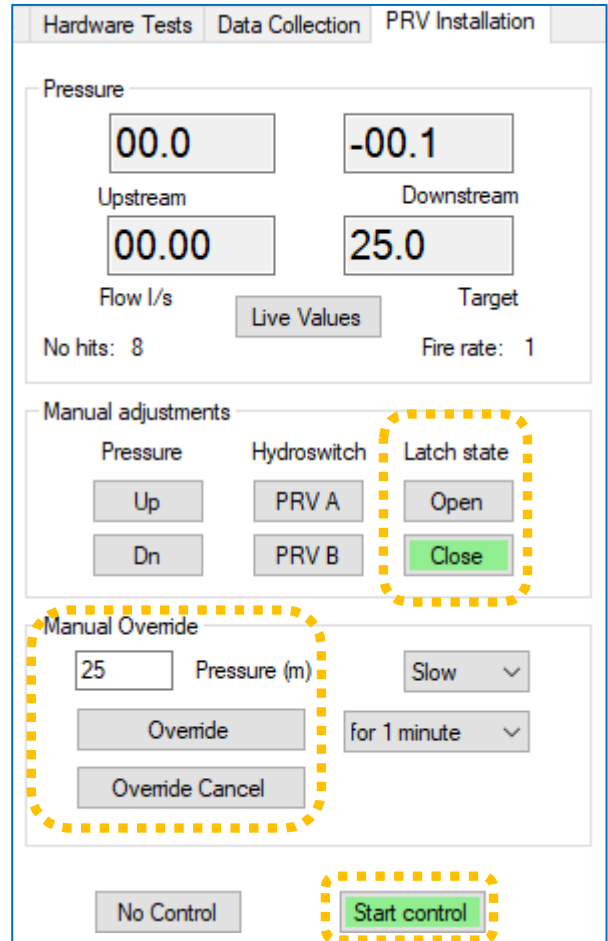 Hardware Tests Data Collection PRV Installation
Pressure
00.0 -00.1
Upstream Downstream
00.00 25.0
Flow l/s Target
Live Values
No hits: 8 Fire rate: 1
Manual adjustments
Pressure Hydroswitch Latch state
Up PRV A Open
Dn PRV B Close
Manual Override
25 Pressure (m) Slow
Override for 1 minute
Override Cancel
No Control Start control